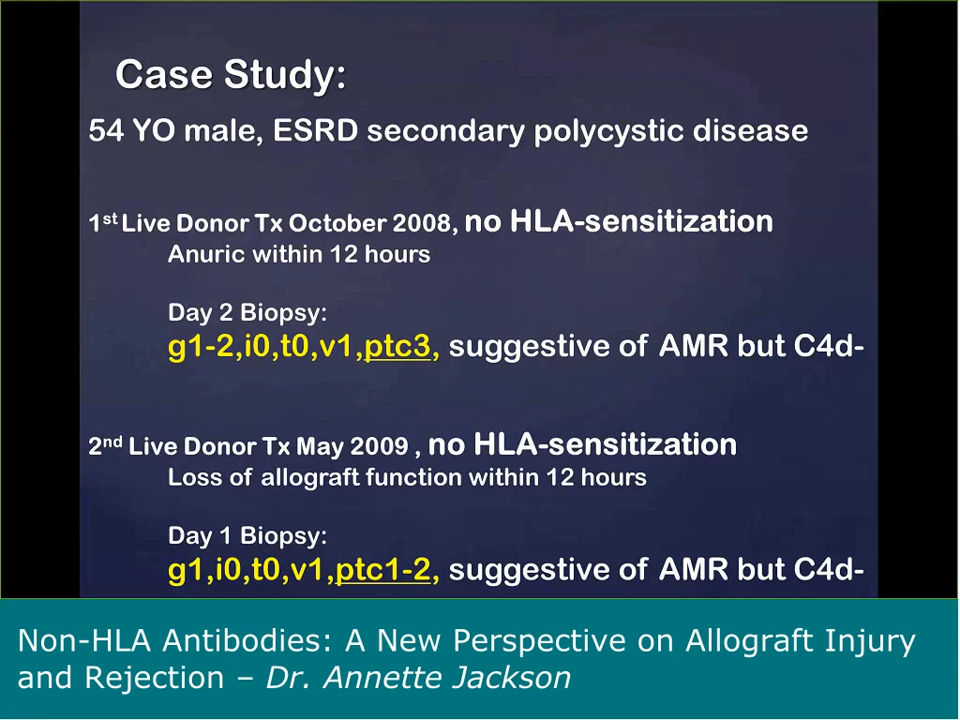 Case Study:
54 YO male, ESRD secondary polycystic disease
1st Live Donor Tx October 2008, no HLA-sensitization
Anuric within 12 hours
Day 2 Biopsy:
g1-2,i0,t0,v1,ptc3, suggestive of AMR but C4d-
2nd Live Donor Tx May 2009 , no HLA-sensitization
Loss of allograft function within 12 hours
Day 1 Biopsy:
g1,i0,t0,v1,ptc1-2, suggestive of AMR but C4d-
Non-HLA Antibodies: A New Perspective on Allograft Injury
and Rejection – Dr. Annette Jackson